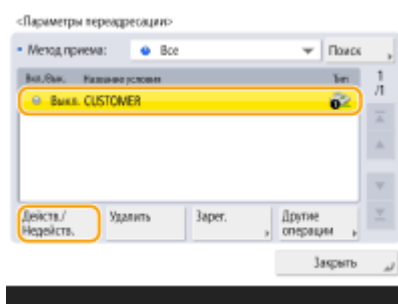 <Параметры переадресации>
• Метод приема: Все Поиск
Вкл./Вык. Название условия Тип
Выкл. CUSTOMER
1
/1
Действ./ Удалить Зарег. Другие
Недейств. операции
Закрыть